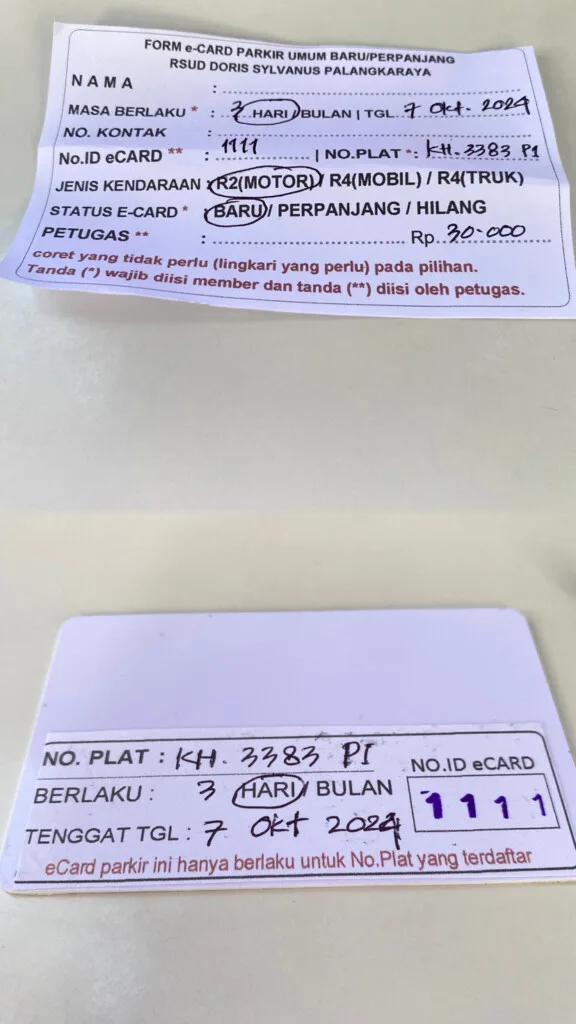 FORM e-CARD PARKIR UMUM BARU/PERPANJANG
RSUD DORIS SYLVANUS PALANGKARAYA
NAMA :
MASA BERLAKU * : 3 HARI/BULAN | TGL. 7 Okt. 2024
NO. KONTAK :
No.ID eCARD ** : 1111 | NO.PLAT *: KH. 3383 PI
JENIS KENDARAAN : R2(MOTOR) / R4(MOBIL) / R4(TRUK)
STATUS E-CARD * (BARU / PERPANJANG / HILANG
PETUGAS ** : Rp. 30.000
coret yang tidak perlu (lingkari yang perlu) pada pilihan.
Tanda (*) wajib diisi member dan tanda (**) diisi oleh petugas.
NO. PLAT : KH. 3383 PI
BERLAKU : 3 HARI / BULAN
NO.ID eCARD
1111
TENGGAT TGL : 7 Okt 2024
eCard parkir ini hanya berlaku untuk No.Plat yang terdaftar